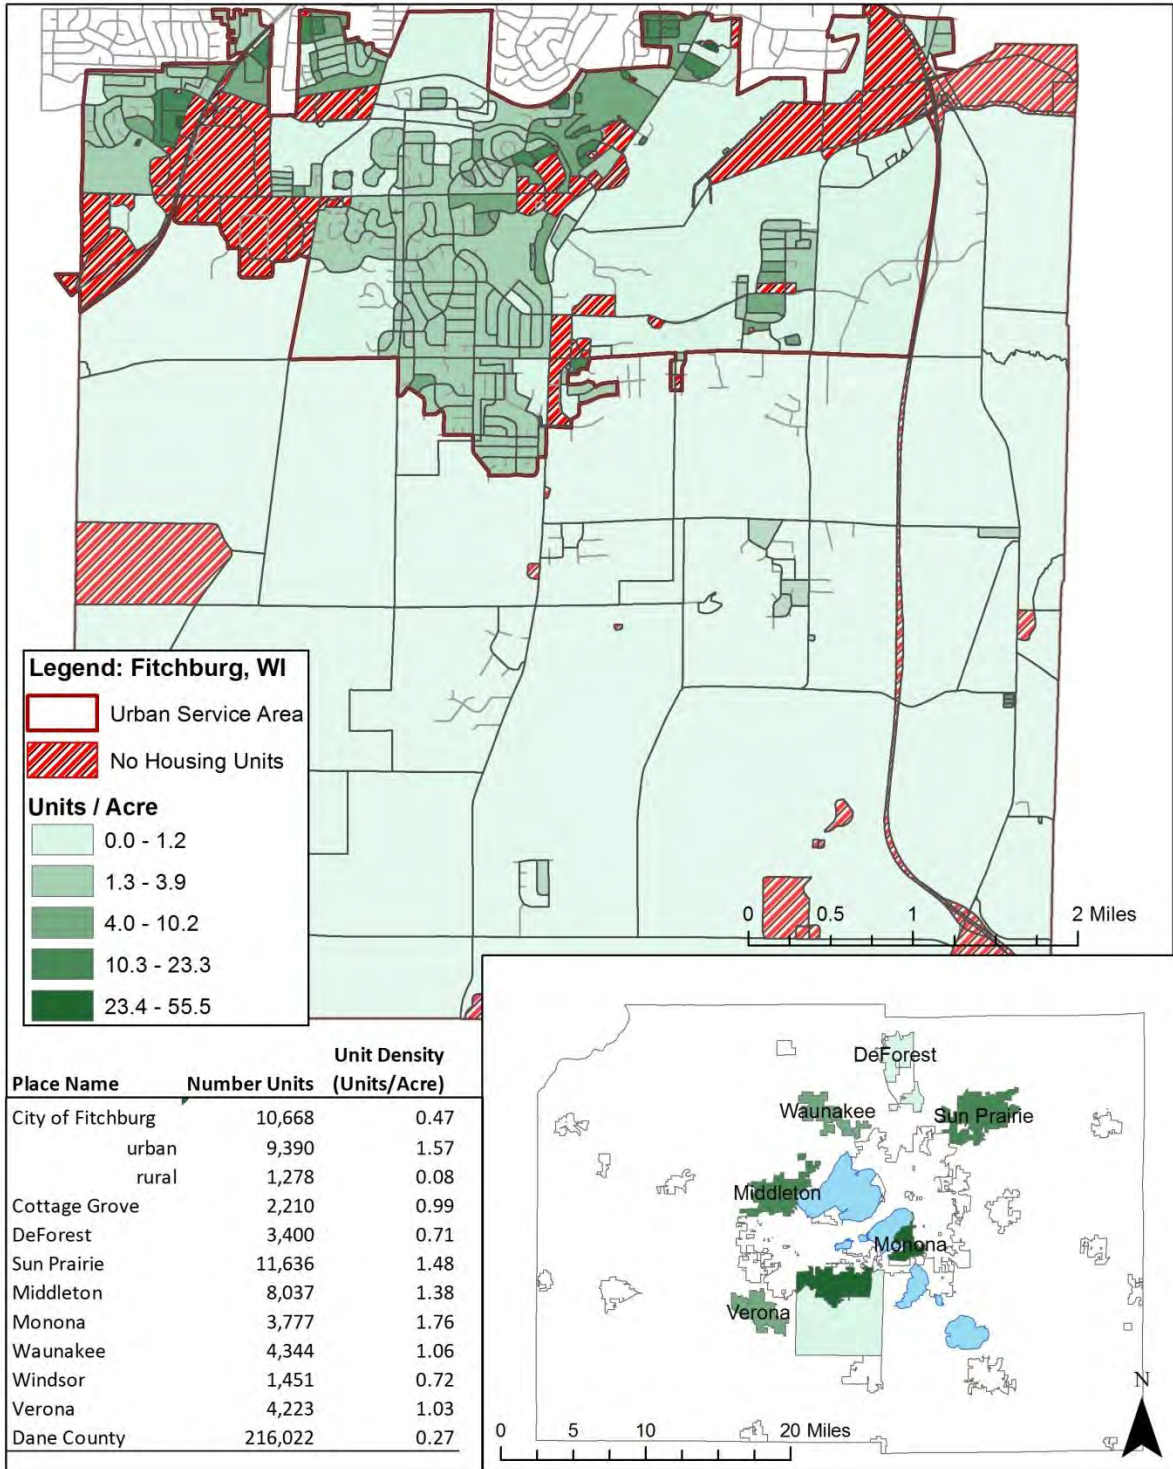 Legend: Fitchburg, WI
Urban Service Area
No Housing Units
Units / Acre
0.0 - 1.2
1.3 - 3.9
4.0 - 10.2
10.3 - 23.3
23.4 - 55.5
0 0.5 1 2 Miles
Unit Density
Place Name Number Units (Units/Acre)
City of Fitchburg 10,668 0.47
urban 9,390 1.57
rural 1,278 0.08
Cottage Grove 2,210 0.99
DeForest 3,400 0.71
Sun Prairie 11,636 1.48
Middleton 8,037 1.38
Monona 3,777 1.76
Waunakee 4,344 1.06
Windsor 1,451 0.72
Verona 4,223 1.03
Dane County 216,022 0.27
DeForest
Waunakee
Sun Prairie
Middleton
Monona
Verona
N
0 5 10 20 Miles